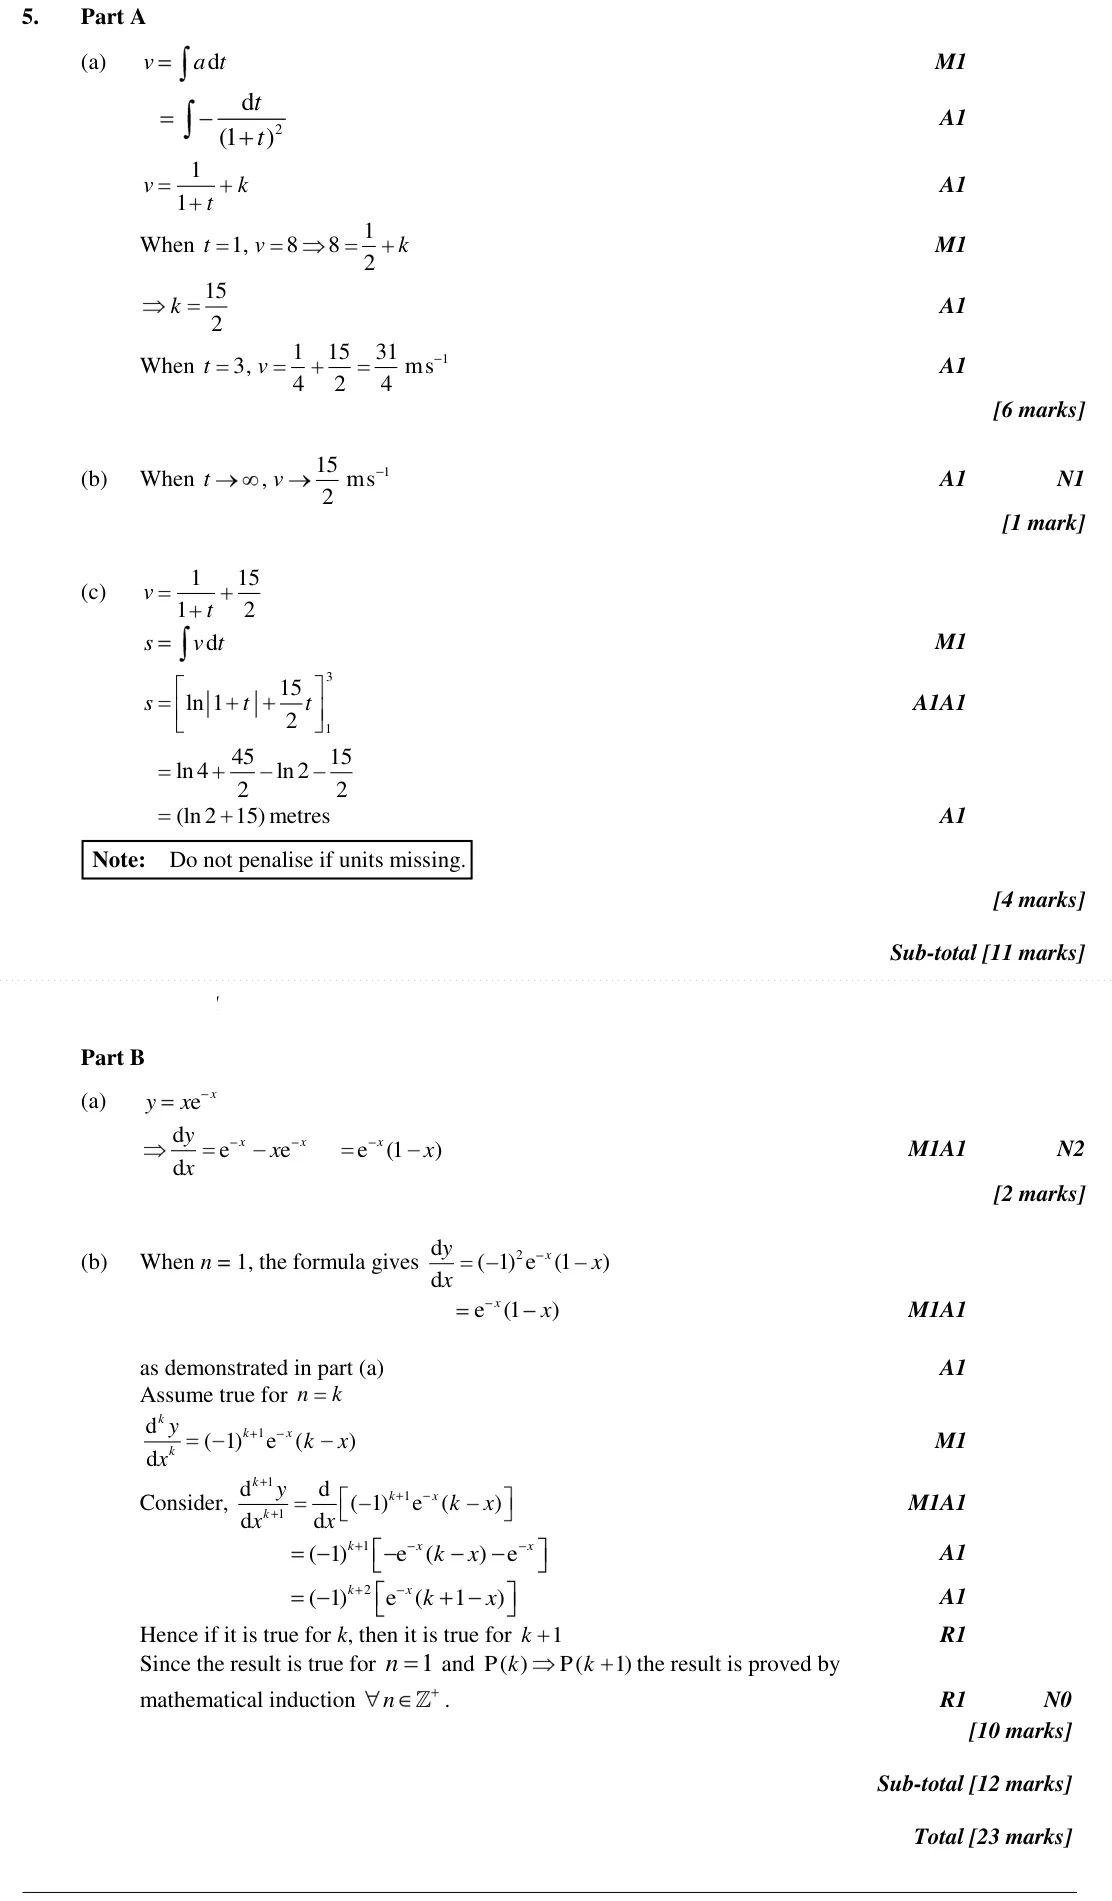 5. Part A
(a) v = ∫ a dt M1
= ∫ − dt/(1+t)² A1
v = 1/(1+t) + k A1
When t = 1, v = 8 ⇒ 8 = 1/2 + k M1
⇒ k = 15/2 A1
When t = 3, v = 1/4 + 15/2 = 31/4 ms⁻¹ A1
[6 marks]
(b) When t → ∞, v → 15/2 ms⁻¹ A1 N1
[1 mark]
(c) v = 1/(1+t) + 15/2
s = ∫ v dt M1
s = [ln|1+t| + 15/2 t]₁³ A1A1
= ln 4 + 45/2 − ln 2 − 15/2
= (ln 2 + 15) metres A1
Note: Do not penalise if units missing.
[4 marks]
Sub-total [11 marks]
Part B
(a) y = xe⁻ˣ
⇒ dy/dx = e⁻ˣ − xe⁻ˣ = e⁻ˣ(1 − x) M1A1 N2
[2 marks]
(b) When n = 1, the formula gives dy/dx = (−1)² e⁻ˣ (1 − x)
= e⁻ˣ (1 − x) M1A1
as demonstrated in part (a) A1
Assume true for n = k
dᵏy/dxᵏ = (−1)ᵏ⁺¹ e⁻ˣ (k − x) M1
Consider, dᵏ⁺¹y/dxᵏ⁺¹ = d/dx [(−1)ᵏ⁺¹ e⁻ˣ (k − x)] M1A1
= (−1)ᵏ⁺¹ [−e⁻ˣ (k − x) − e⁻ˣ] A1
= (−1)ᵏ⁺² [e⁻ˣ (k + 1 − x)] A1
Hence if it is true for k, then it is true for k + 1 R1
Since the result is true for n = 1 and P(k) ⇒ P(k + 1) the result is proved by
mathematical induction ∀ n ∈ ℤ⁺ . R1 N0
[10 marks]
Sub-total [12 marks]
Total [23 marks]